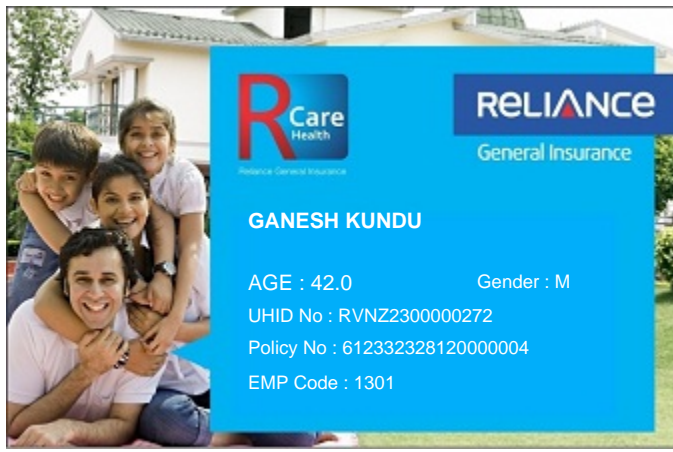 R Care
Health
Reliance General Insurance
RELIANCE
General Insurance
GANESH KUNDU
AGE : 42.0
Gender : M
UHID No : RVNZ2300000272
Policy No : 612332328120000004
EMP Code : 1301